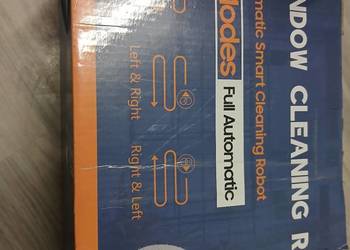 NDOW CLEANING R
matic Smart Cleaning Robot
Modes Full Automatic
Left & Right
Right & Left